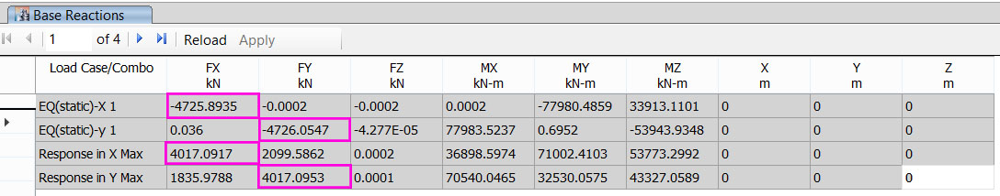 Base Reactions
1 of 4 Reload Apply
Load Case/Combo FX kN FY kN FZ kN MX kN-m MY kN-m MZ kN-m X m Y m Z m
EQ(static)-X 1 -4725.8935 -0.0002 -0.0002 0.0002 -77980.4859 33913.1101 0 0 0
EQ(static)-y 1 0.036 -4726.0547 -4.277E-05 77983.5237 0.6952 -53943.9348 0 0 0
Response in X Max 4017.0917 2099.5862 0.0002 36898.5974 71002.4103 53773.2992 0 0 0
Response in Y Max 1835.9788 4017.0953 0.0001 70540.0465 32530.0575 43327.0589 0 0 0